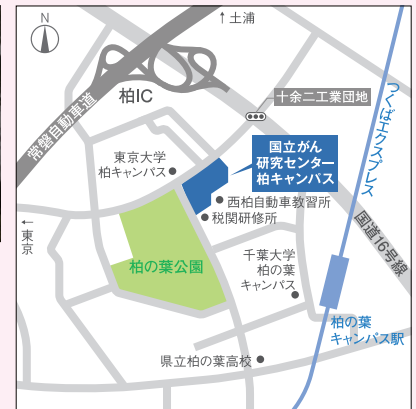 N
↑土浦
柏IC
常磐自動車道
十余二工業団地
つくばエクスプレス
東京大学
柏キャンパス
国立がん
研究センター
柏キャンパス
西柏自動車教習所
税関研修所
←東京
国道16号線
柏の葉公園
千葉大学
柏の葉
キャンパス
柏の葉
キャンパス駅
県立柏の葉高校